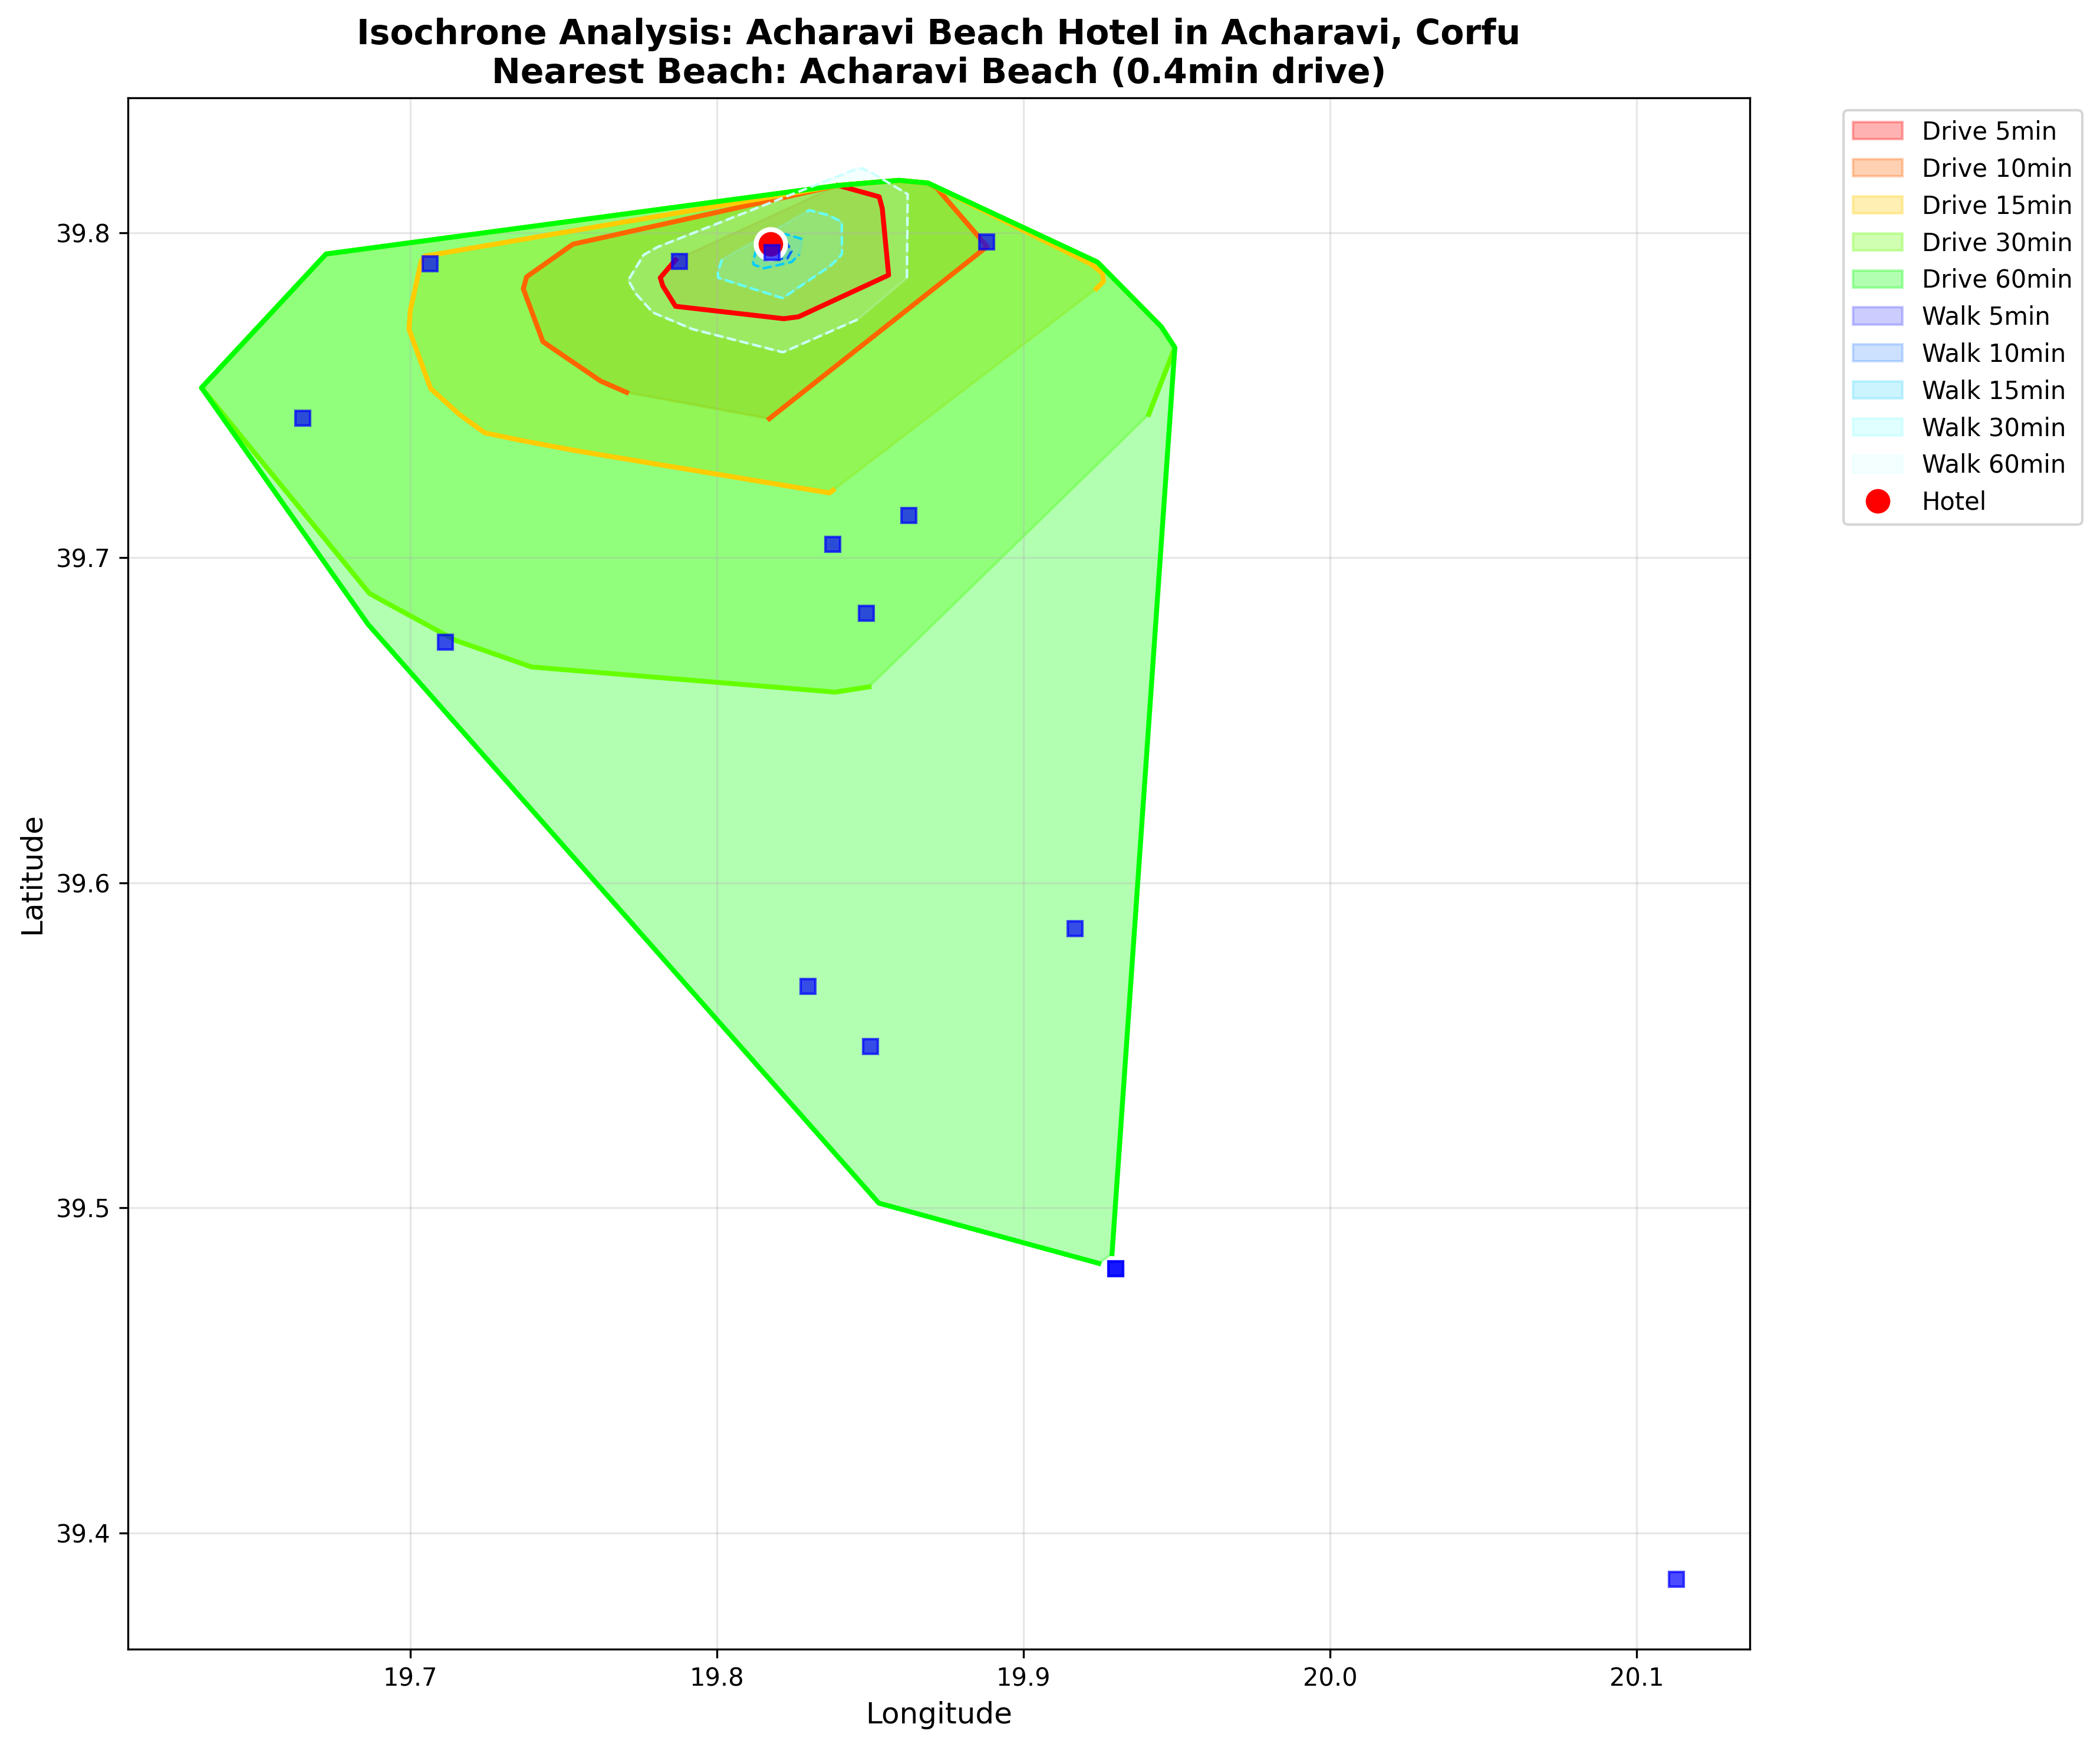 Isochrone Analysis: Acharavi Beach Hotel in Acharavi, Corfu
Nearest Beach: Acharavi Beach (0.4min drive)
Drive 5min
Drive 10min
Drive 15min
Drive 30min
Drive 60min
Walk 5min
Walk 10min
Walk 15min
Walk 30min
Walk 60min
Hotel
Latitude
39.8
39.7
39.6
39.5
39.4
19.7
19.8
19.9
20.0
20.1
Longitude